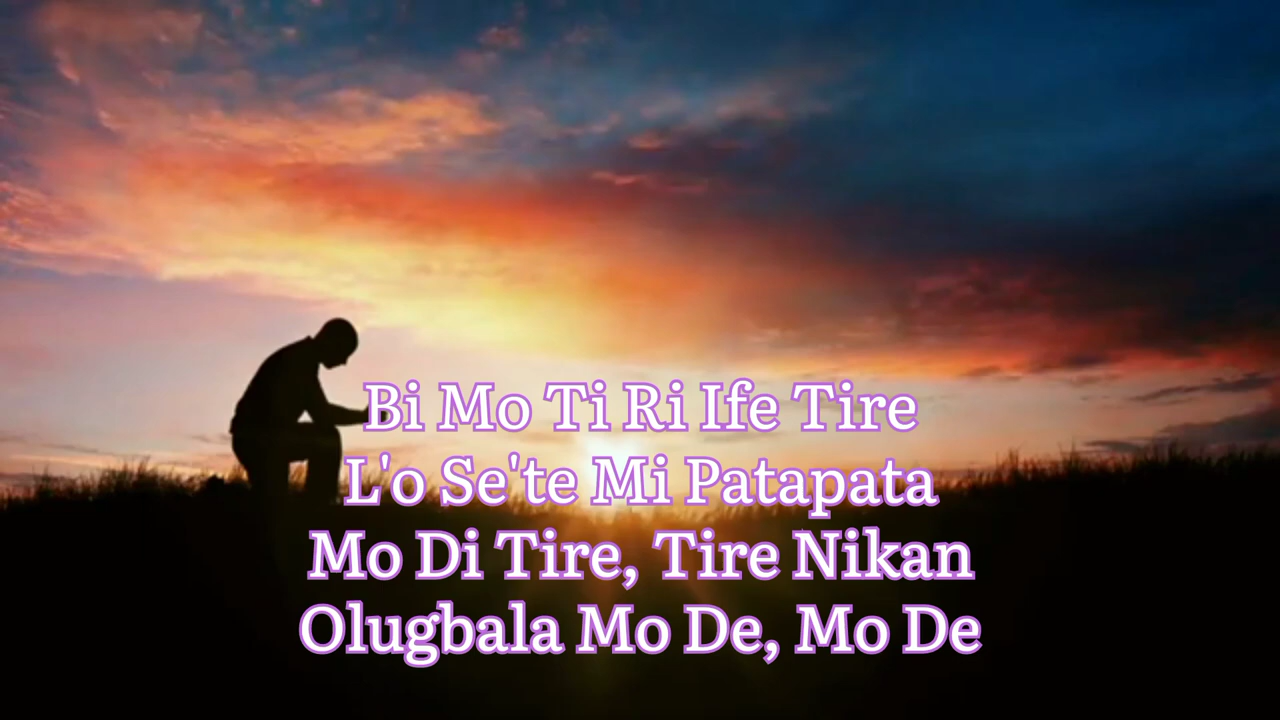 Bi Mo Ti Ri Ife Tire
L'o Se'te Mi Patapata
Mo Di Tire, Tire Nikan
Olugbala Mo De, Mo De